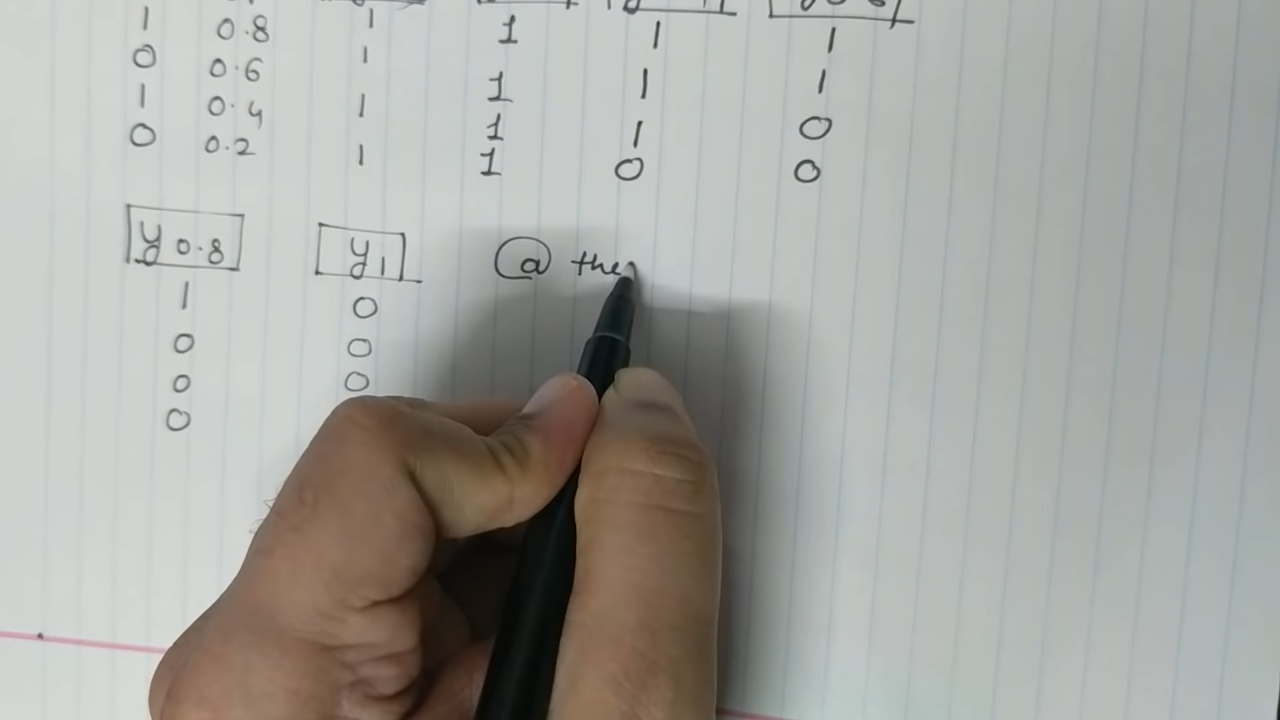 1 0.8 1 1 1 1
0 0.6 1 1 1 1
1 0.4 1 1 1 0
0 0.2 1 1 0 0
y0.8 y1 @ the
1 0
0 0
0 0
0